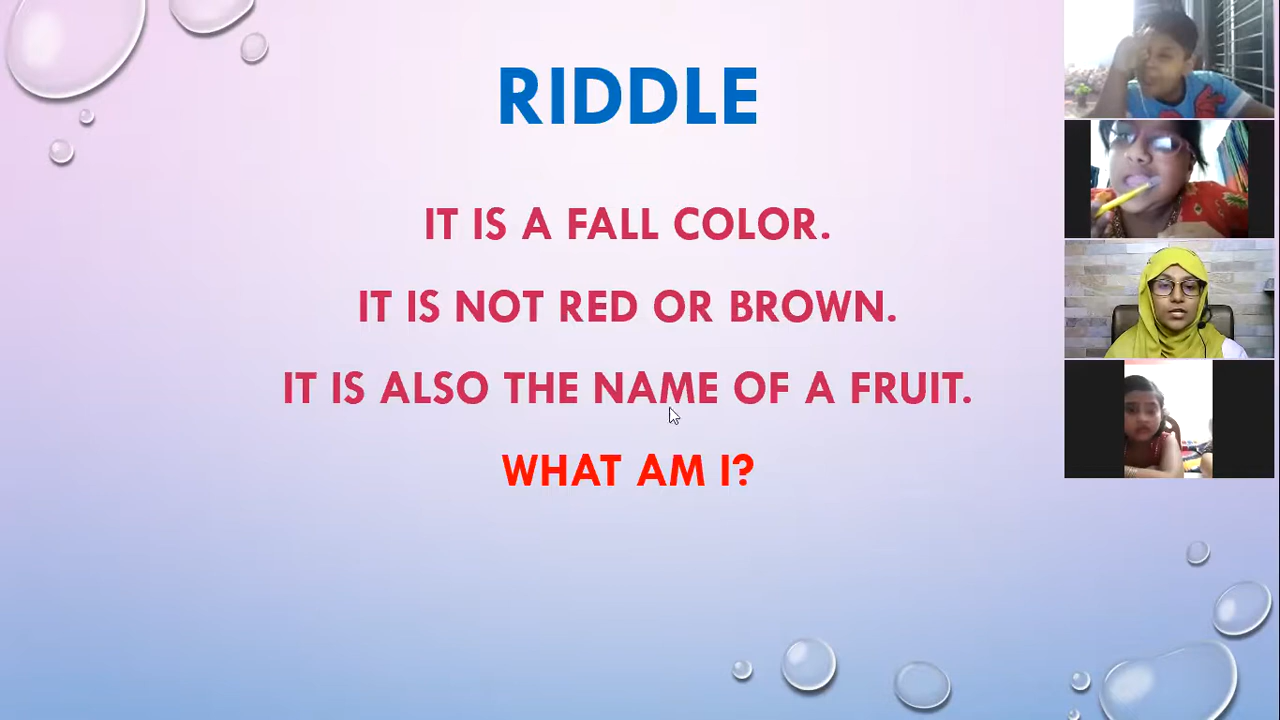 RIDDLE
IT IS A FALL COLOR.
IT IS NOT RED OR BROWN.
IT IS ALSO THE NAME OF A FRUIT.
WHAT AM I?